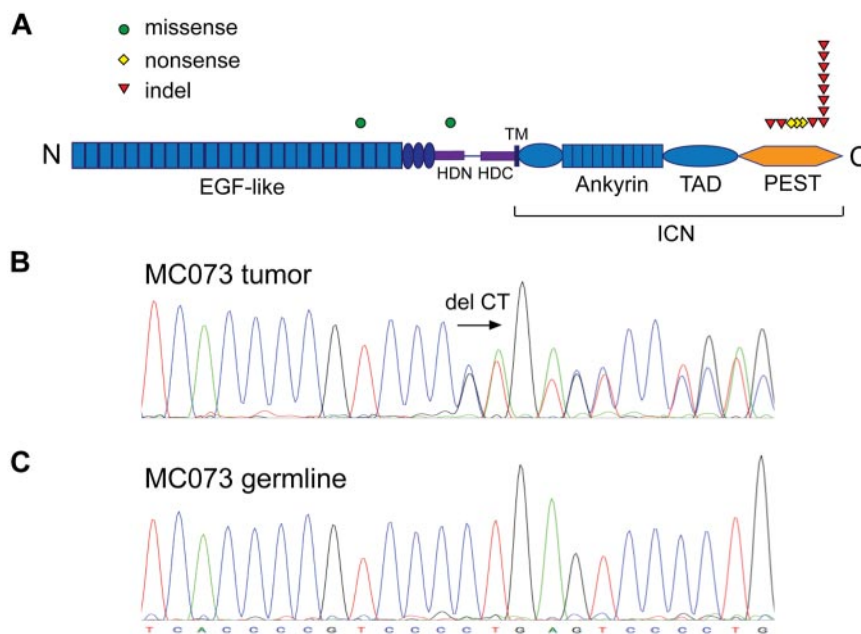 A
missense
nonsense
indel
N
TM
C
HDN HDC
EGF-like
Ankyrin
TAD
PEST
ICN
B
MC073 tumor
del CT
C
MC073 germline
T C A C C C C G T C C C C T G A G T C C C C T G